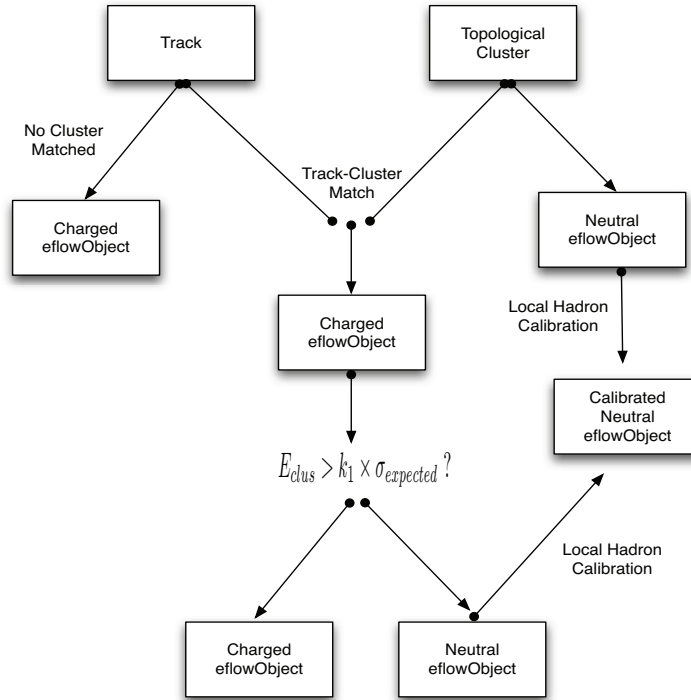 Track
Topological
Cluster
No Cluster
Matched
Track-Cluster
Match
Charged
eflowObject
Neutral
eflowObject
Local Hadron
Calibration
Charged
eflowObject
Calibrated
Neutral
eflowObject
E_clus > k_1 × σ_expected ?
Local Hadron
Calibration
Charged
eflowObject
Neutral
eflowObject